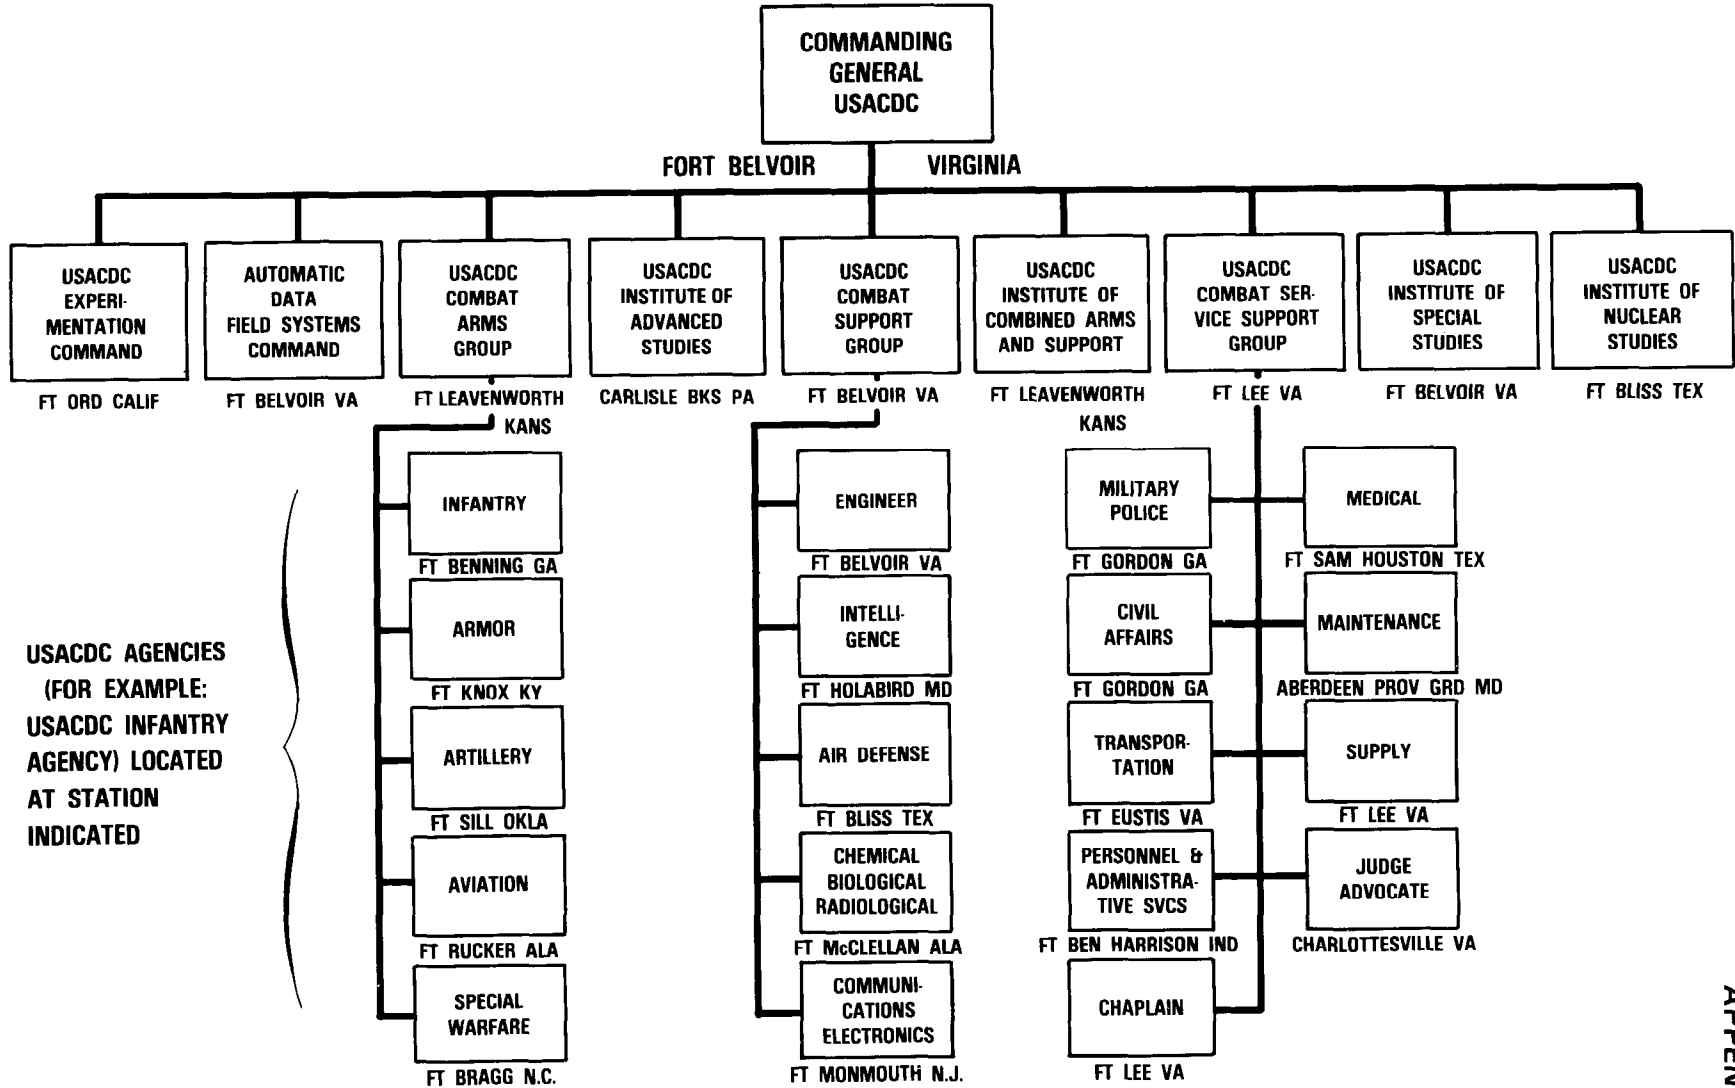 COMMANDING
GENERAL
USACDC
FORT BELVOIR VIRGINIA
USACDC
EXPERI-
MENTATION
COMMAND
FT ORD CALIF
AUTOMATIC
DATA
FIELD SYSTEMS
COMMAND
FT BELVOIR VA
USACDC
COMBAT
ARMS
GROUP
FT LEAVENWORTH
KANS
USACDC
INSTITUTE OF
ADVANCED
STUDIES
CARLISLE BKS PA
USACDC
COMBAT
SUPPORT
GROUP
FT BELVOIR VA
USACDC
INSTITUTE OF
COMBINED ARMS
AND SUPPORT
FT LEAVENWORTH
KANS
USACDC
COMBAT SER-
VICE SUPPORT
GROUP
FT LEE VA
USACDC
INSTITUTE OF
SPECIAL
STUDIES
FT BELVOIR VA
USACDC
INSTITUTE OF
NUCLEAR
STUDIES
FT BLISS TEX
USACDC AGENCIES
(FOR EXAMPLE:
USACDC INFANTRY
AGENCY) LOCATED
AT STATION
INDICATED
INFANTRY
FT BENNING GA
ARMOR
FT KNOX KY
ARTILLERY
FT SILL OKLA
AVIATION
FT RUCKER ALA
SPECIAL
WARFARE
FT BRAGG N.C.
ENGINEER
FT BELVOIR VA
INTELLI-
GENCE
FT HOLABIRD MD
AIR DEFENSE
FT BLISS TEX
CHEMICAL
BIOLOGICAL
RADIOLOGICAL
FT McCLELLAN ALA
COMMUNI-
CATIONS
ELECTRONICS
FT MONMOUTH N.J.
MILITARY
POLICE
FT GORDON GA
CIVIL
AFFAIRS
FT GORDON GA
TRANSPOR-
TATION
FT EUSTIS VA
PERSONNEL &
ADMINISTRA-
TIVE SVCS
FT BEN HARRISON IND
CHAPLAIN
FT LEE VA
MEDICAL
FT SAM HOUSTON TEX
MAINTENANCE
ABERDEEN PROV GRD MD
SUPPLY
FT LEE VA
JUDGE
ADVOCATE
CHARLOTTESVILLE VA